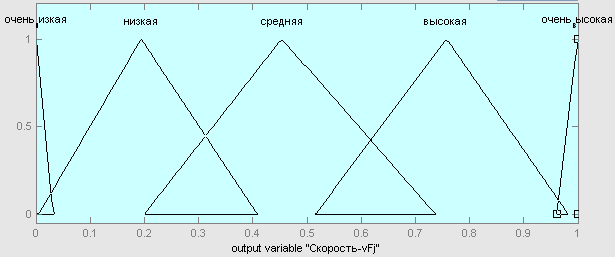 очень изкая низкая средняя высокая очень ысокая
1
0.5
0
0 0.1 0.2 0.3 0.4 0.5 0.6 0.7 0.8 0.9 1
output variable "Скорость-vFj"